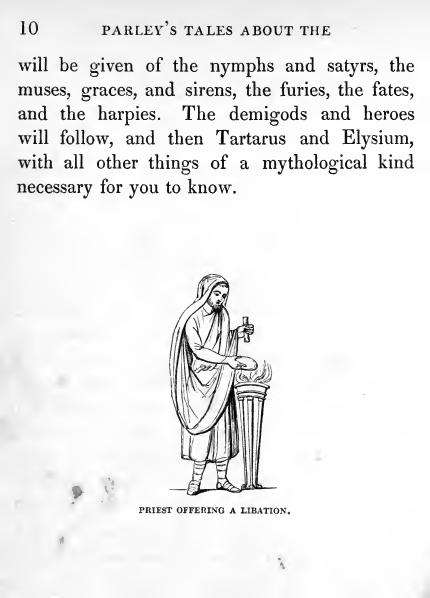 10 PARLEY'S TALES ABOUT THE
will be given of the nymphs and satyrs, the
muses, graces, and sirens, the furies, the fates,
and the harpies. The demigods and heroes
will follow, and then Tartarus and Elysium,
with all other things of a mythological kind
necessary for you to know.
PRIEST OFFERING A LIBATION.